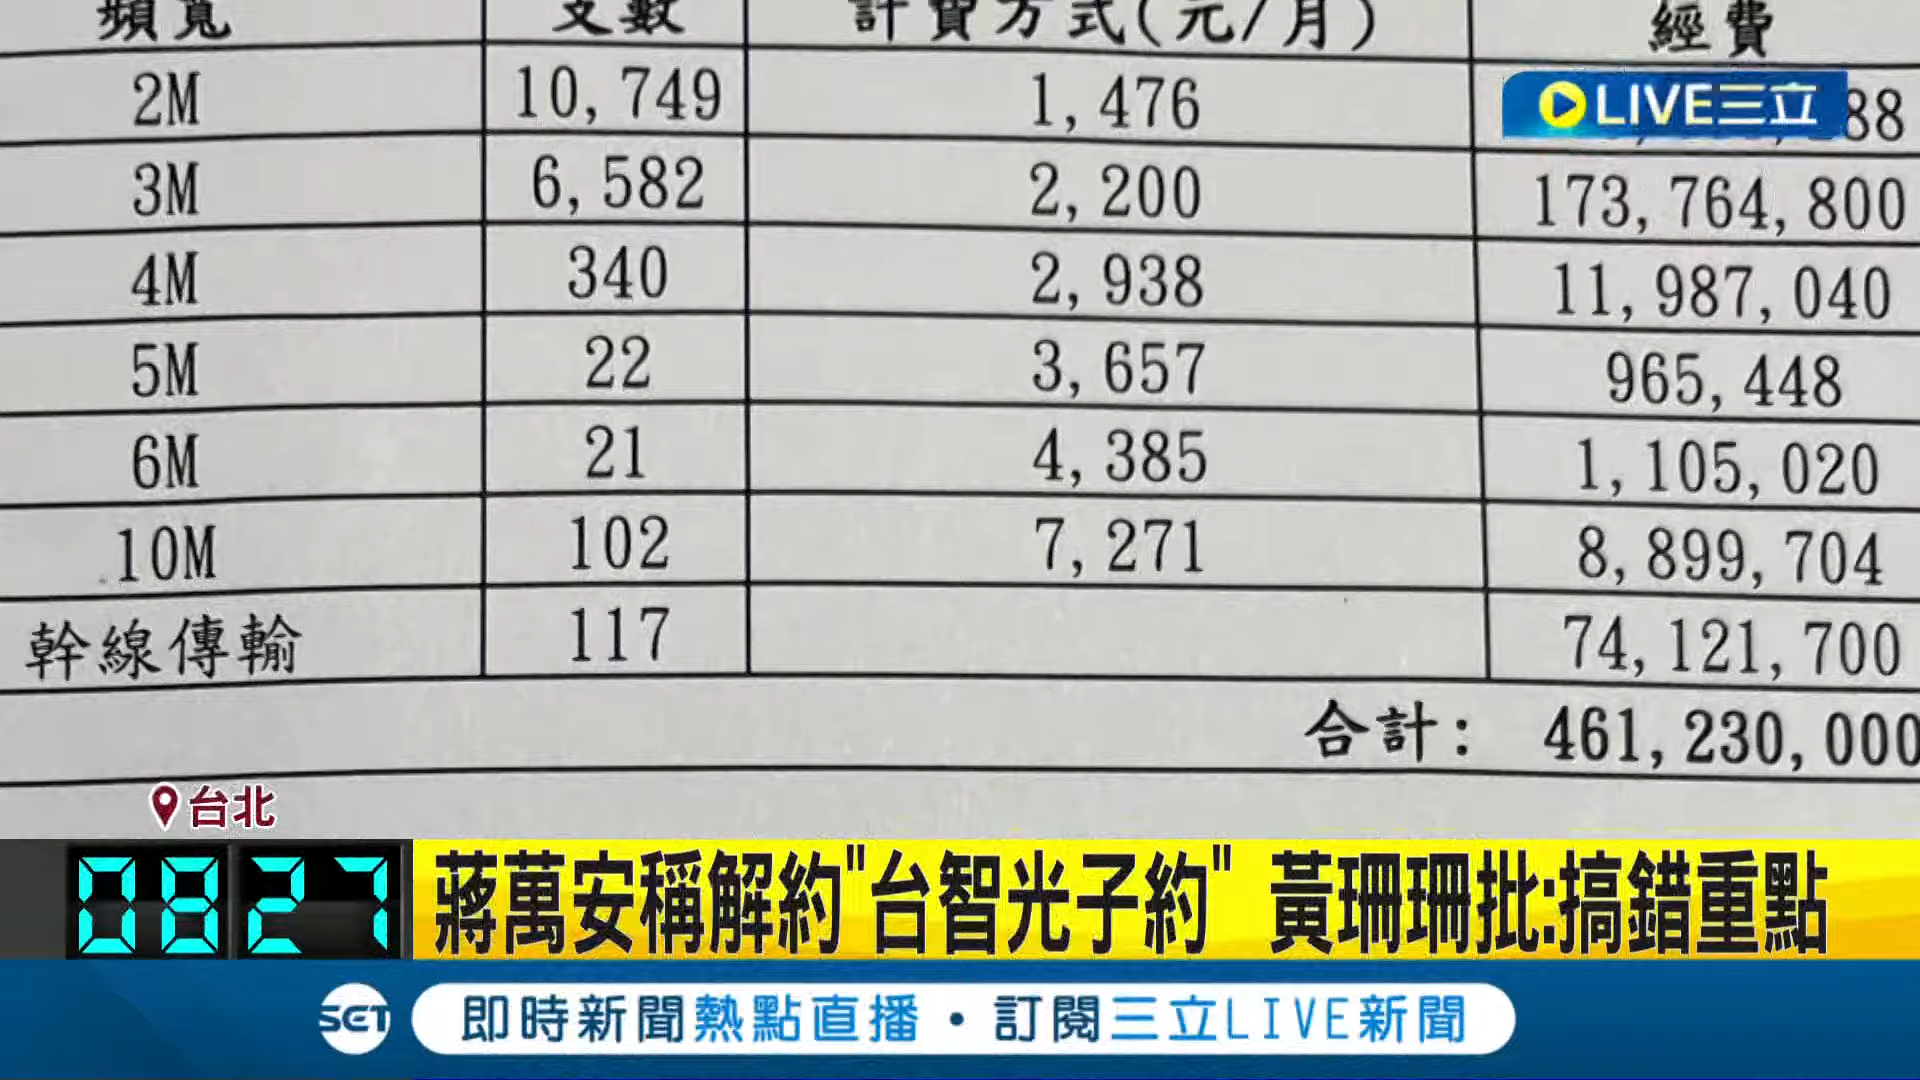 頻寬 支數 計費方式(元/月) 經費
2M 10,749 1,476 88
3M 6,582 2,200 173,764,800
4M 340 2,938 11,987,040
5M 22 3,657 965,448
6M 21 4,385 1,105,020
10M 102 7,271 8,899,704
幹線傳輸 117 74,121,700
合計: 461,230,000
LIVE三立
台北
0827
蔣萬安稱解約"台智光子約" 黃珊珊批:搞錯重點
SET 即時新聞熱點直播・訂閱三立LIVE新聞